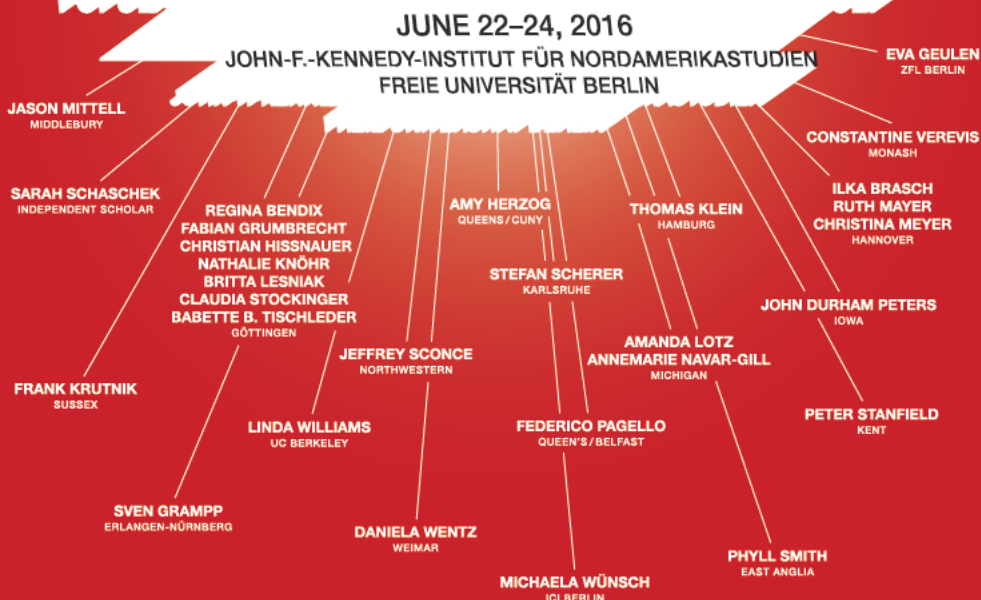 JUNE 22–24, 2016
JOHN-F.-KENNEDY-INSTITUT FÜR NORDAMERIKASTUDIEN
FREIE UNIVERSITÄT BERLIN
EVA GEULEN
ZFL BERLIN
JASON MITTELL
MIDDLEBURY
CONSTANTINE VEREVIS
MONASH
SARAH SCHASCHEK
INDEPENDENT SCHOLAR
REGINA BENDIX
FABIAN GRUMBRECHT
CHRISTIAN HISSNAUER
NATHALIE KNÖHR
BRITTA LESNIAK
CLAUDIA STOCKINGER
BABETTE B. TISCHLEDER
GÖTTINGEN
AMY HERZOG
QUEENS / CUNY
THOMAS KLEIN
HAMBURG
ILKA BRASCH
RUTH MAYER
CHRISTINA MEYER
HANNOVER
STEFAN SCHERER
KARLSRUHE
JOHN DURHAM PETERS
IOWA
JEFFREY SCONCE
NORTHWESTERN
AMANDA LOTZ
ANNEMARIE NAVAR-GILL
MICHIGAN
FRANK KRUTNIK
SUSSEX
LINDA WILLIAMS
UC BERKELEY
FEDERICO PAGELLO
QUEEN'S / BELFAST
PETER STANFIELD
KENT
SVEN GRAMPP
ERLANGEN-NÜRNBERG
DANIELA WENTZ
WEIMAR
PHYLL SMITH
EAST ANGLIA
MICHAELA WÜNSCH
ICI BERLIN